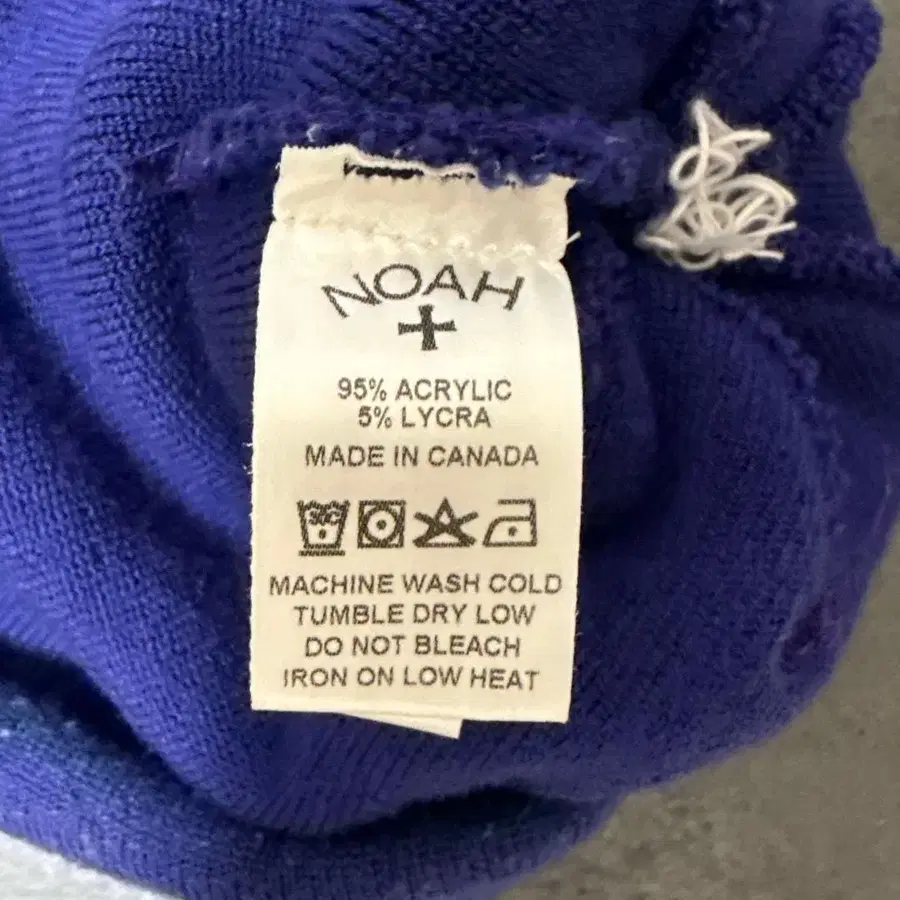 NOAH
95% ACRYLIC
5% LYCRA
MADE IN CANADA
30C
MACHINE WASH COLD
TUMBLE DRY LOW
DO NOT BLEACH
IRON ON LOW HEAT